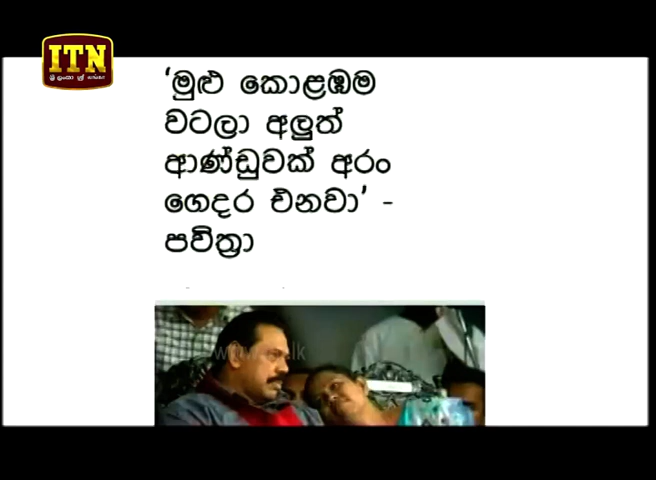 ITN
'මුළු කොළඹම
වටලා අලුත්
ආණ්ඩුවක් අරං
ගෙදර එනවා' -
පවිත්‍රා